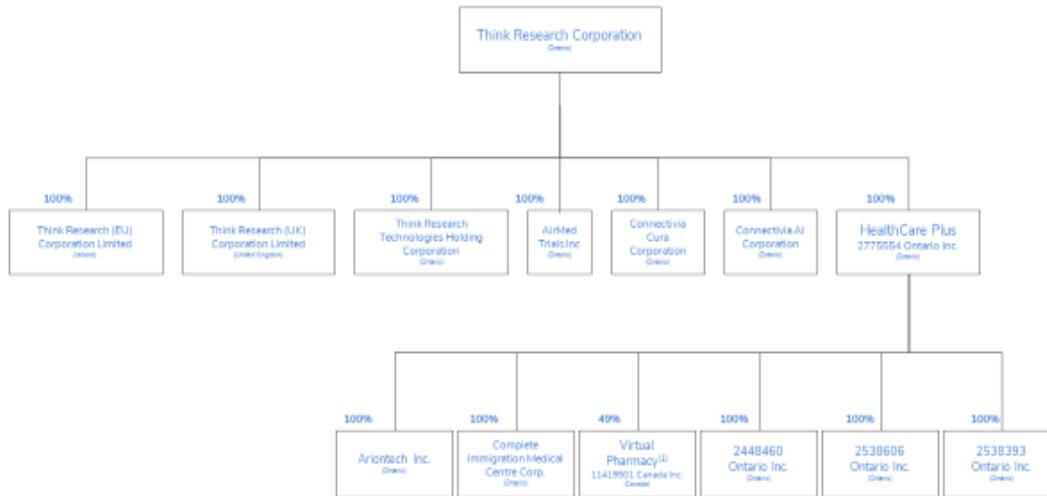 Think Research Corporation
(Ontario)
100%
100%
100%
100%
100%
100%
100%
Think Research (EU)
Corporation Limited
(Ireland)
Think Research (UK)
Corporation Limited
(United Kingdom)
Think Research
Technologies Holding
Corporation
(Ontario)
AirMed
Trials Inc
(Ontario)
Connectivia
Cura
Corporation
(Ontario)
Connectivia AI
Corporation
(Ontario)
HealthCare Plus
2775554 Ontario Inc.
(Ontario)
100%
100%
49%
100%
100%
100%
Ariontech Inc.
(Ontario)
Complete
Immigration Medical
Centre Corp.
(Ontario)
Virtual
Pharmacy(1)
11419501 Canada Inc.
(Canada)
2448460
Ontario Inc.
(Ontario)
2538606
Ontario Inc.
(Ontario)
2538393
Ontario Inc.
(Ontario)